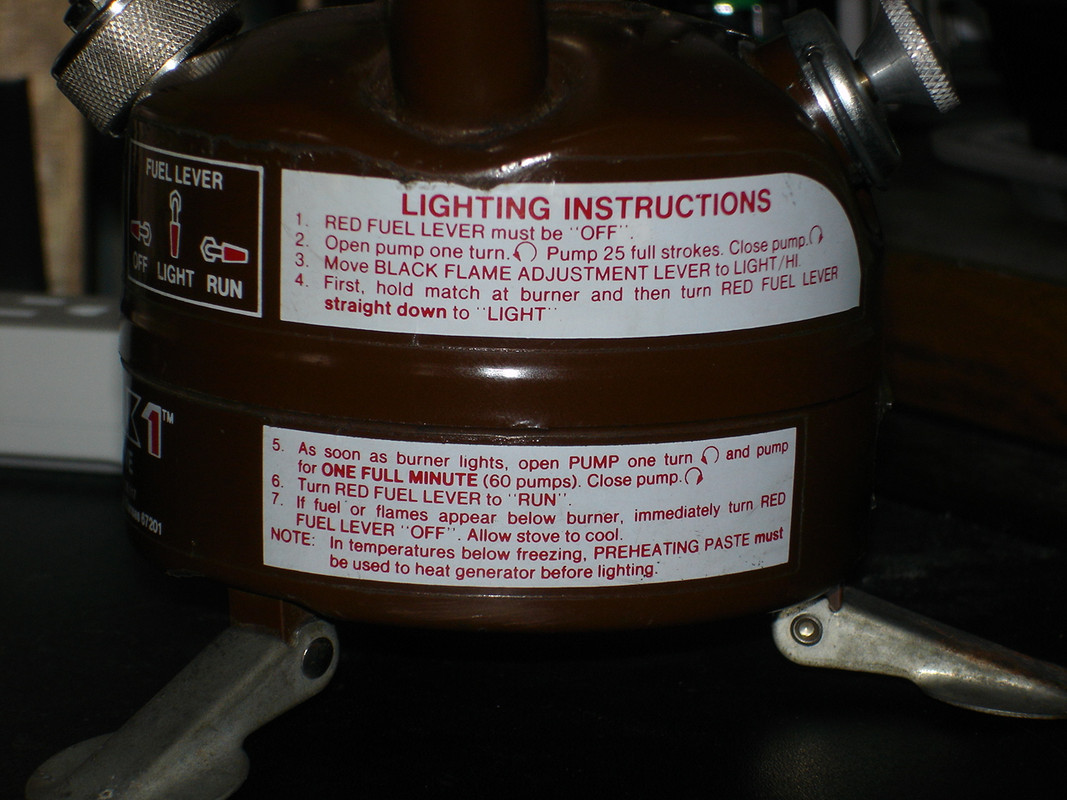 FUEL LEVER
OFF LIGHT RUN
LIGHTING INSTRUCTIONS
1. RED FUEL LEVER must be "OFF".
2. Open pump one turn. Pump 25 full strokes. Close pump.
3. Move BLACK FLAME ADJUSTMENT LEVER to LIGHT/HI.
4. First, hold match at burner and then turn RED FUEL LEVER
straight down to "LIGHT"
1™
5. As soon as burner lights, open PUMP one turn and pump
for ONE FULL MINUTE (60 pumps). Close pump.
6. Turn RED FUEL LEVER to "RUN".
7. If fuel or flames appear below burner, immediately turn RED
FUEL LEVER "OFF". Allow stove to cool.
NOTE: In temperatures below freezing, PREHEATING PASTE must
be used to heat generator before lighting.
67201